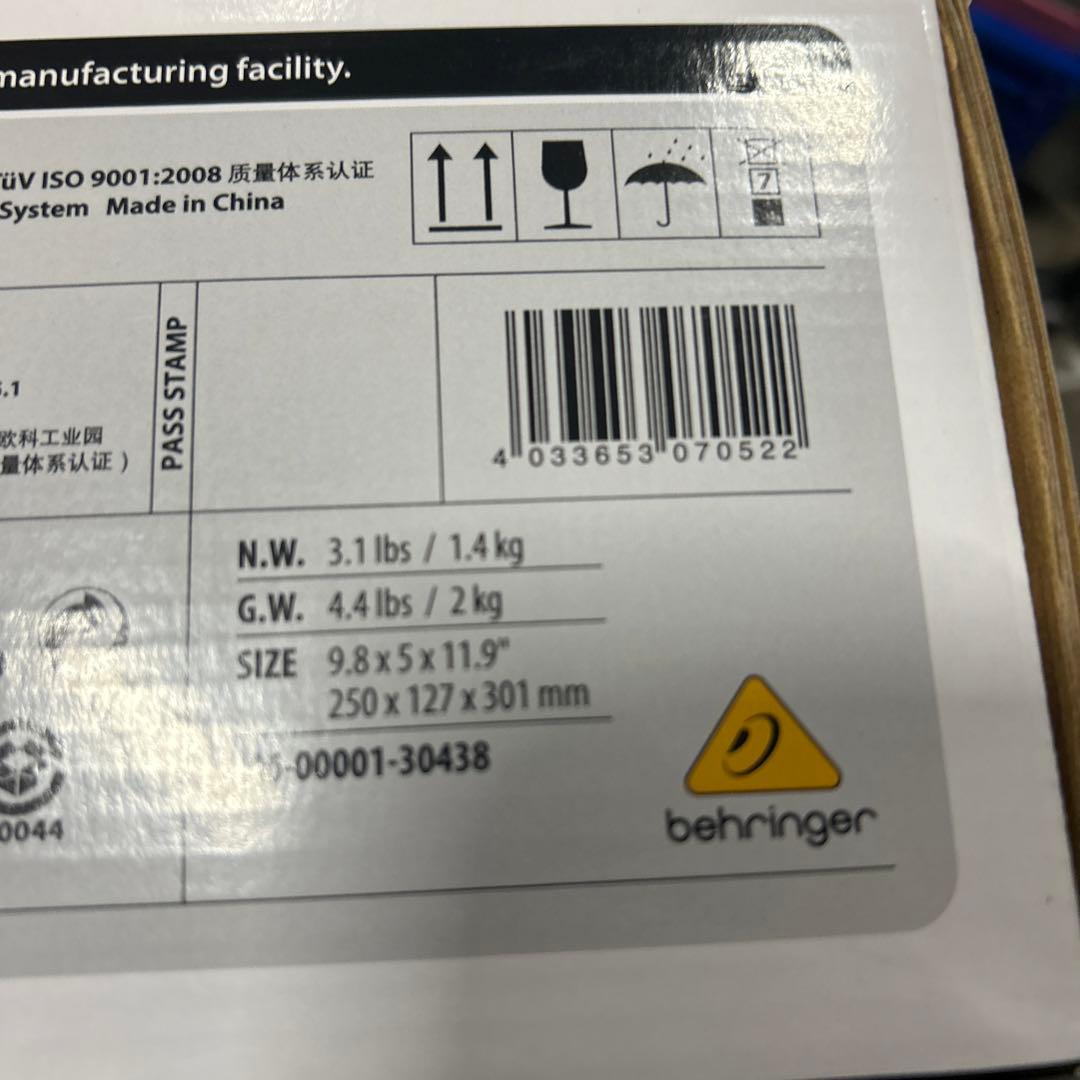 manufacturing facility.
TüV ISO 9001:2008 质量体系认证
System Made in China
7
.1
欧科工业园
量体系认证）
PASS STAMP
4 033653 070522
N.W. 3.1 lbs / 1.4 kg
G.W. 4.4 lbs / 2 kg
SIZE 9.8 x 5 x 11.9"
250 x 127 x 301 mm
-00001-30438
0044
behringer